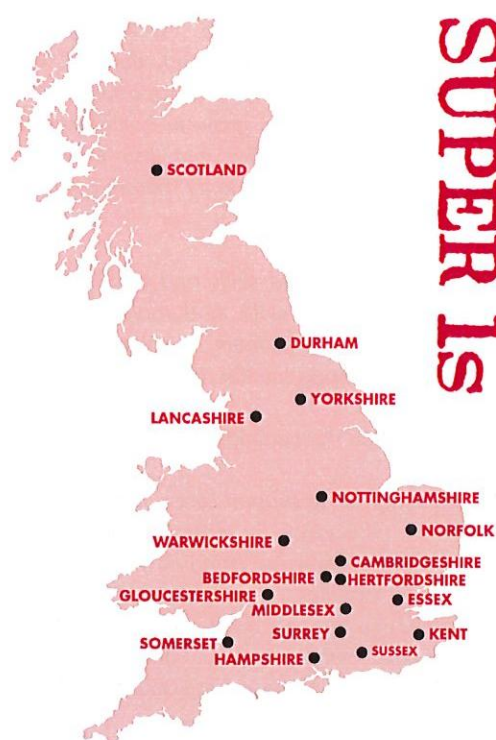 SUPER 1S
SCOTLAND
DURHAM
YORKSHIRE
LANCASHIRE
NOTTINGHAMSHIRE
NORFOLK
WARWICKSHIRE
CAMBRIDGESHIRE
BEDFORDSHIRE
HERTFORDSHIRE
GLOUCESTERSHIRE
ESSEX
MIDDLESEX
SURREY
KENT
SOMERSET
SUSSEX
HAMPSHIRE